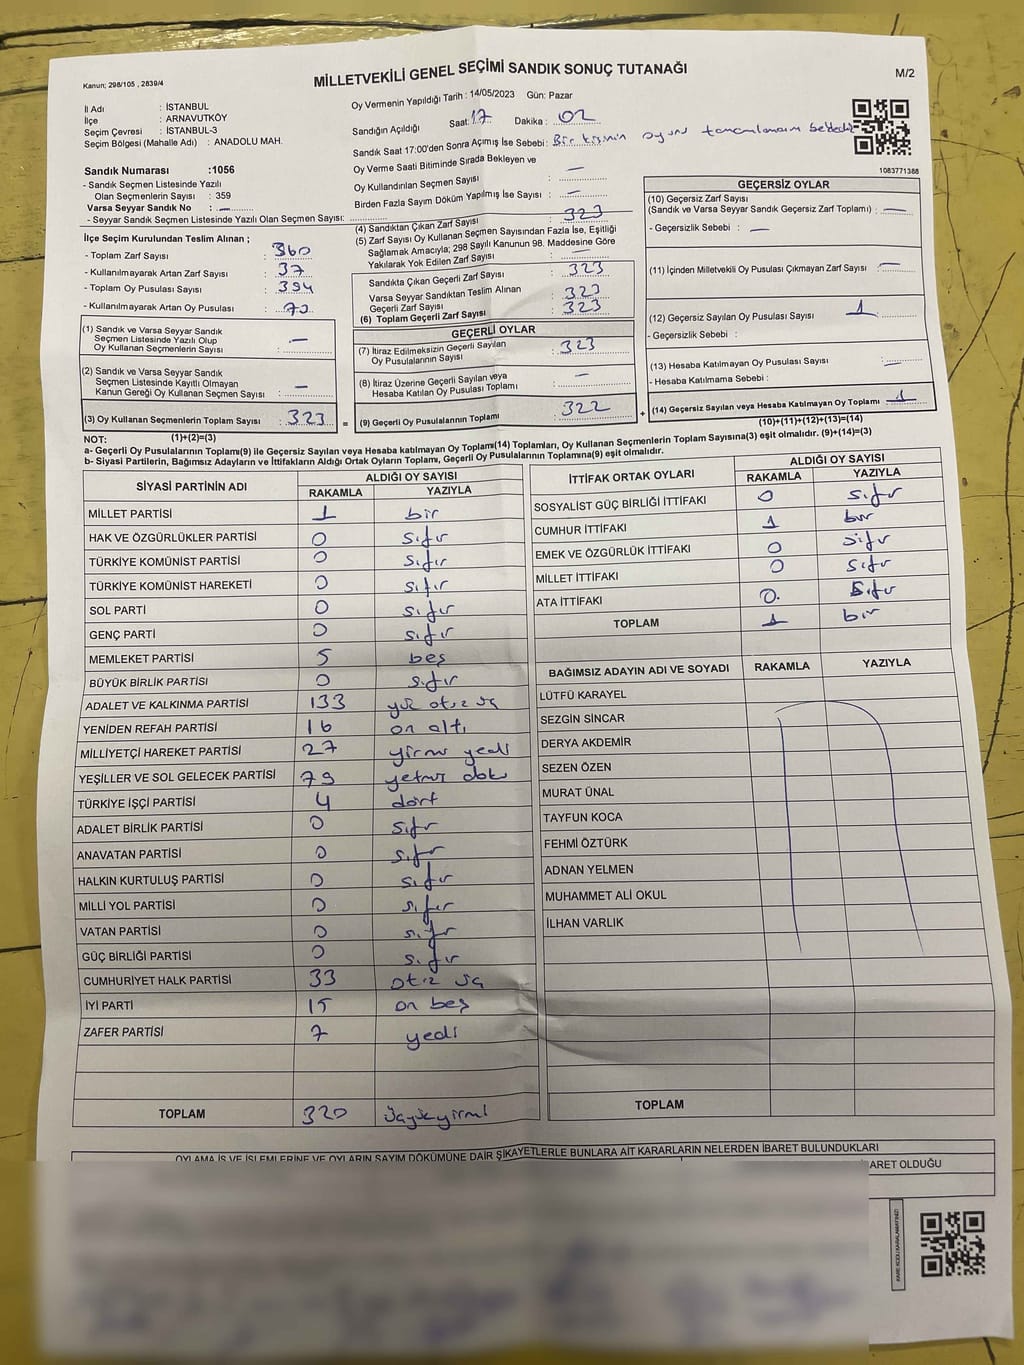 Kanun; 298/105 , 2839/4
MİLLETVEKİLİ GENEL SEÇİMİ SANDIK SONUÇ TUTANAĞI
M/2
İl Adı : İSTANBUL
İlçe : ARNAVUTKÖY
Seçim Çevresi : İSTANBUL-3
Seçim Bölgesi (Mahalle Adı) : ANADOLU MAH.
Oy Vermenin Yapıldığı Tarih : 14/05/2023 Gün: Pazar
Sandığın Açıldığı Saat: 17 Dakika : 02
Sandık Saat 17:00'den Sonra Açımış İse Sebebi: Bir kişinin oyunu tamamlamasını
Oy Verme Saati Bitiminde Sırada Bekleyen ve
Oy Kullandırılan Seçmen Sayısı : —
Birden Fazla Sayım Döküm Yapılmış İse Sayısı : —
1083771388
Sandık Numarası :1056
- Sandık Seçmen Listesinde Yazılı
Olan Seçmenlerin Sayısı : 359
Varsa Seyyar Sandık No : —
- Seyyar Sandık Seçmen Listesinde Yazılı Olan Seçmen Sayısı:
İlçe Seçim Kurulundan Teslim Alınan ;
- Toplam Zarf Sayısı : 360
- Kullanılmayarak Artan Zarf Sayısı : 37
- Toplam Oy Pusulası Sayısı : 394
- Kullanılmayarak Artan Oy Pusulası :
(1) Sandık ve Varsa Seyyar Sandık
Seçmen Listesinde Yazılı Olup
Oy Kullanan Seçmenlerin Sayısı : —
(2) Sandık ve Varsa Seyyar Sandık
Seçmen Listesinde Kayıtlı Olmayan
Kanun Gereği Oy Kullanan Seçmen Sayısı : —
(3) Oy Kullanan Seçmenlerin Toplam Sayısı : 323
(1)+(2)=(3)
(4) Sandıktan Çıkan Zarf Sayısı : 323
(5) Zarf Sayısı Oy Kullanan Seçmen Sayısından Fazla İse, Eşitliği
Sağlamak Amacıyla; 298 Sayılı Kanunun 98. Maddesine Göre
Yakılarak Yok Edilen Zarf Sayısı : —
Sandıkta Çıkan Geçerli Zarf Sayısı : 323
Varsa Seyyar Sandıktan Teslim Alınan
Geçerli Zarf Sayısı : 323
(6) Toplam Geçerli Zarf Sayısı : 323
GEÇERLİ OYLAR
(7) İtiraz Edilmeksizin Geçerli Sayılan
Oy Pusulalarının Sayısı : 323
(8) İtiraz Üzerine Geçerli Sayılan veya
Hesaba Katılan Oy Pusulası Toplamı : —
= (9) Geçerli Oy Pusulalarının Toplamı : 322
GEÇERSİZ OYLAR
(10) Geçersiz Zarf Sayısı
(Sandık ve Varsa Seyyar Sandık Geçersiz Zarf Toplamı) : —
- Geçersizlik Sebebi : —
(11) İçinden Milletvekili Oy Pusulası Çıkmayan Zarf Sayısı : —
(12) Geçersiz Sayılan Oy Pusulası Sayısı : 1
- Geçersizlik Sebebi :
(13) Hesaba Katılmayan Oy Pusulası Sayısı : —
- Hesaba Katılmama Sebebi :
+ (14) Geçersiz Sayılan veya Hesaba Katılmayan Oy Toplamı : 1
(10)+(11)+(12)+(13)=(14)
NOT:
a- Geçerli Oy Pusulalarının Toplamı(9) ile Geçersiz Sayılan veya Hesaba katılmayan Oy Toplamı(14) Toplamları, Oy Kullanan Seçmenlerin Toplam Sayısına(3) eşit olmalıdır. (9)+(14)=(3)
b- Siyasi Partilerin, Bağımsız Adayların ve İttifakların Aldığı Ortak Oyların Toplamı, Geçerli Oy Pusulalarının Toplamına(9) eşit olmalıdır.
SİYASİ PARTİNİN ADI ALDIĞI OY SAYISI
RAKAMLA YAZIYLA
MİLLET PARTİSİ 1 bir
HAK VE ÖZGÜRLÜKLER PARTİSİ 0 sıfır
TÜRKİYE KOMÜNİST PARTİSİ 0 sıfır
TÜRKİYE KOMÜNİST HAREKETİ 0 sıfır
SOL PARTİ 0 sıfır
GENÇ PARTİ 0 sıfır
MEMLEKET PARTİSİ 5 beş
BÜYÜK BİRLİK PARTİSİ 0 sıfır
ADALET VE KALKINMA PARTİSİ 133 yüz otuz üç
YENİDEN REFAH PARTİSİ 16 on altı
MİLLİYETÇİ HAREKET PARTİSİ 27 yirmi yedi
YEŞİLLER VE SOL GELECEK PARTİSİ 79 yetmiş dokuz
TÜRKİYE İŞÇİ PARTİSİ 4 dört
ADALET BİRLİK PARTİSİ 0 sıfır
ANAVATAN PARTİSİ 0 sıfır
HALKIN KURTULUŞ PARTİSİ 0 sıfır
MİLLİ YOL PARTİSİ 0 sıfır
VATAN PARTİSİ 0 sıfır
GÜÇ BİRLİĞİ PARTİSİ 0 sıfır
CUMHURİYET HALK PARTİSİ 33 otuz üç
İYİ PARTİ 15 on beş
ZAFER PARTİSİ 7 yedi
TOPLAM 320 üçyüzyirmi
İTTİFAK ORTAK OYLARI ALDIĞI OY SAYISI
RAKAMLA YAZIYLA
SOSYALİST GÜÇ BİRLİĞİ İTTİFAKI 0 sıfır
CUMHUR İTTİFAKI 1 bir
EMEK VE ÖZGÜRLÜK İTTİFAKI 0 sıfır
MİLLET İTTİFAKI 0 sıfır
ATA İTTİFAKI 0 sıfır
TOPLAM 1 bir
BAĞIMSIZ ADAYIN ADI VE SOYADI RAKAMLA YAZIYLA
LÜTFÜ KARAYEL
SEZGİN SİNCAR
DERYA AKDEMİR
SEZEN ÖZEN
MURAT ÜNAL
TAYFUN KOCA
FEHMİ ÖZTÜRK
ADNAN YELMEN
MUHAMMET ALİ OKUL
İLHAN VARLIK
TOPLAM
OYLAMA İŞ VE İŞLEMLERİNE VE OYLARIN SAYIM DÖKÜMÜNE DAİR ŞİKAYETLERLE BUNLARA AİT KARARLARIN NELERDEN İBARET BULUNDUKLARI
ARET OLDUĞU
KARE KODU KARALAMAYINIZ!